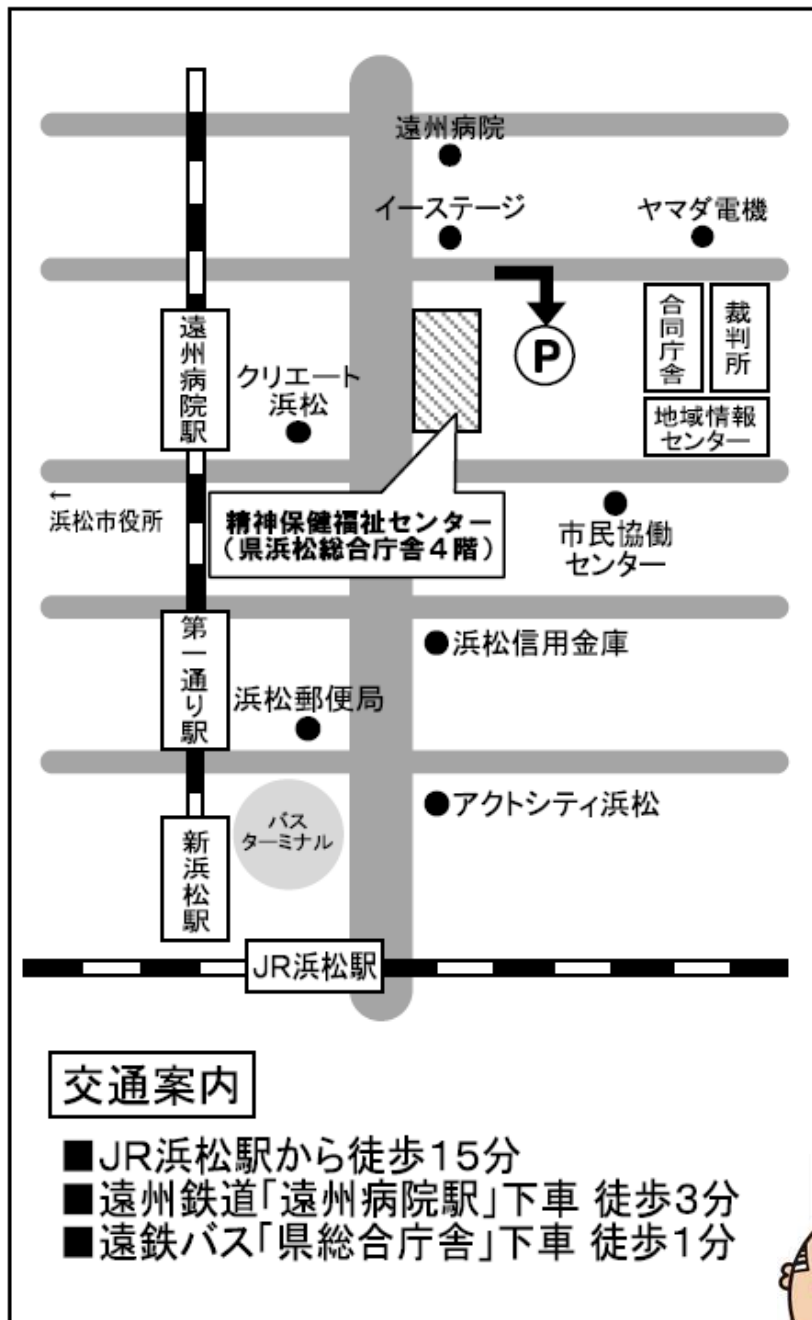 遠州病院
イーステージ
ヤマダ電機
遠州病院駅
クリエート
浜松
P
合同庁舎
裁判所
地域情報
センター
←
浜松市役所
精神保健福祉センター
（県浜松総合庁舎４階）
市民協働
センター
第一通り駅
浜松信用金庫
浜松郵便局
アクトシティ浜松
バス
ターミナル
新浜松駅
JR浜松駅
交通案内
■JR浜松駅から徒歩15分
■遠州鉄道「遠州病院駅」下車 徒歩3分
■遠鉄バス「県総合庁舎」下車 徒歩1分